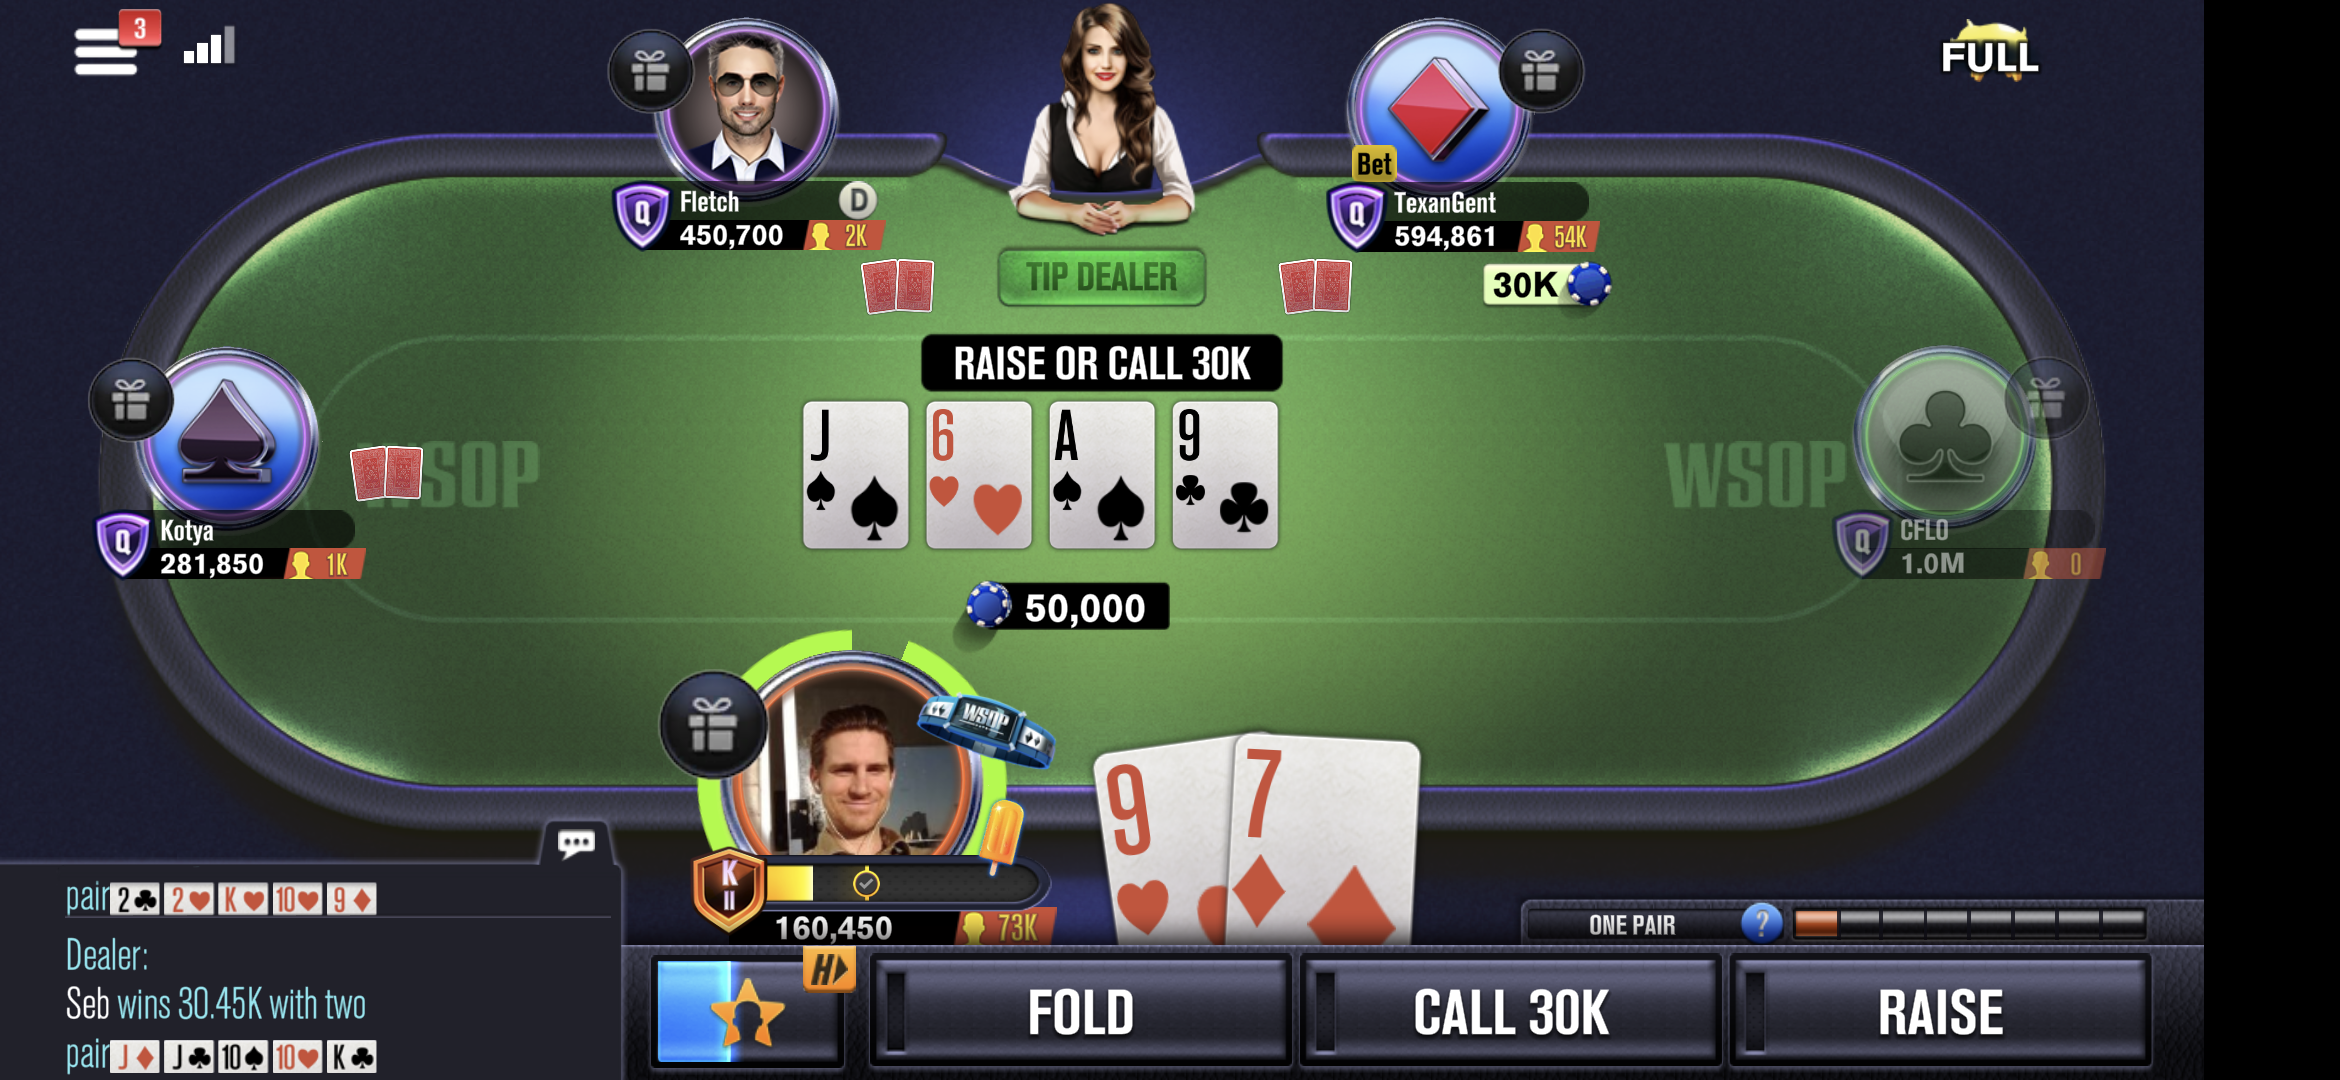 3
FULL
Bet
Fletch D
Q
450,700 2K
TexanGent
Q
594,861 54K
TIP DEALER
30K
RAISE OR CALL 30K
J 6 A 9
WSOP
WSOP
Kotya
Q
281,850 1K
CFLO
Q
1.0M 0
50,000
WSOP
9 7
K
II
160,450 73K
pair 2♣ 2♥ K♥ 10♥ 9♦
Dealer:
Seb wins 30.45K with two
pair J♦ J♣ 10♠ 10♥ K♣
ONE PAIR ?
H
FOLD
CALL 30K
RAISE